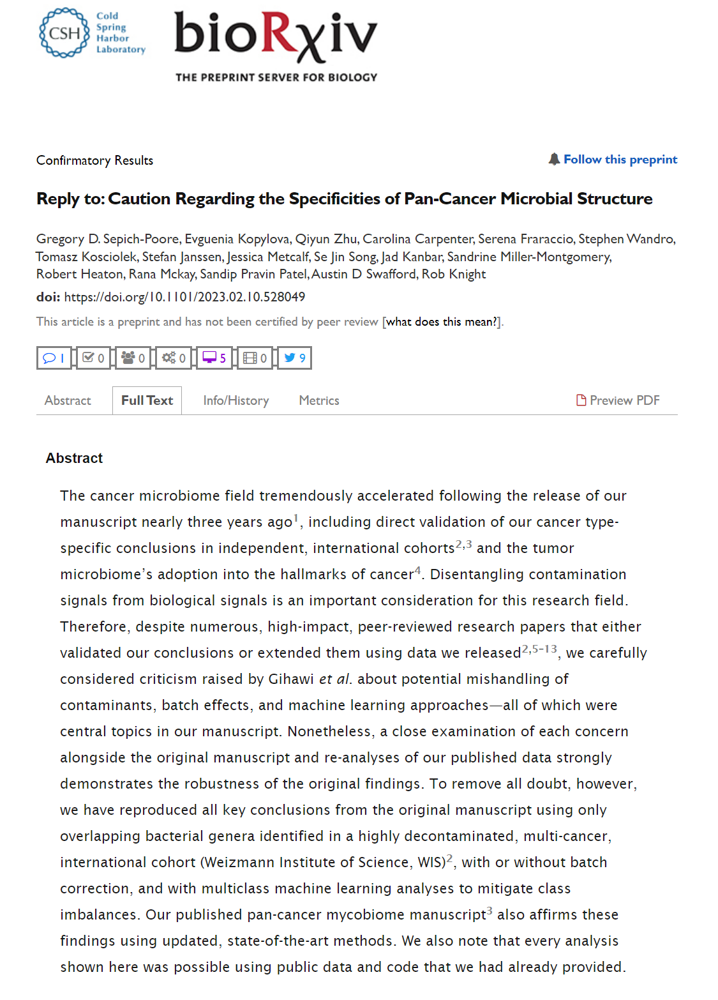 CSH
Cold
Spring
Harbor
Laboratory
bioRxiv
THE PREPRINT SERVER FOR BIOLOGY
Confirmatory Results
Follow this preprint
Reply to: Caution Regarding the Specificities of Pan-Cancer Microbial Structure
Gregory D. Sepich-Poore, Evguenia Kopylova, Qiyun Zhu, Carolina Carpenter, Serena Fraraccio, Stephen Wandro,
Tomasz Kosciolek, Stefan Janssen, Jessica Metcalf, Se Jin Song, Jad Kanbar, Sandrine Miller-Montgomery,
Robert Heaton, Rana Mckay, Sandip Pravin Patel, Austin D Swafford, Rob Knight
doi: https://doi.org/10.1101/2023.02.10.528049
This article is a preprint and has not been certified by peer review [what does this mean?].
1 0 0 0 5 0 9
Abstract Full Text Info/History Metrics Preview PDF
Abstract
The cancer microbiome field tremendously accelerated following the release of our
manuscript nearly three years ago1, including direct validation of our cancer type-
specific conclusions in independent, international cohorts2,3 and the tumor
microbiome’s adoption into the hallmarks of cancer4. Disentangling contamination
signals from biological signals is an important consideration for this research field.
Therefore, despite numerous, high-impact, peer-reviewed research papers that either
validated our conclusions or extended them using data we released2,5–13, we carefully
considered criticism raised by Gihawi et al. about potential mishandling of
contaminants, batch effects, and machine learning approaches—all of which were
central topics in our manuscript. Nonetheless, a close examination of each concern
alongside the original manuscript and re-analyses of our published data strongly
demonstrates the robustness of the original findings. To remove all doubt, however,
we have reproduced all key conclusions from the original manuscript using only
overlapping bacterial genera identified in a highly decontaminated, multi-cancer,
international cohort (Weizmann Institute of Science, WIS)2, with or without batch
correction, and with multiclass machine learning analyses to mitigate class
imbalances. Our published pan-cancer mycobiome manuscript3 also affirms these
findings using updated, state-of-the-art methods. We also note that every analysis
shown here was possible using public data and code that we had already provided.